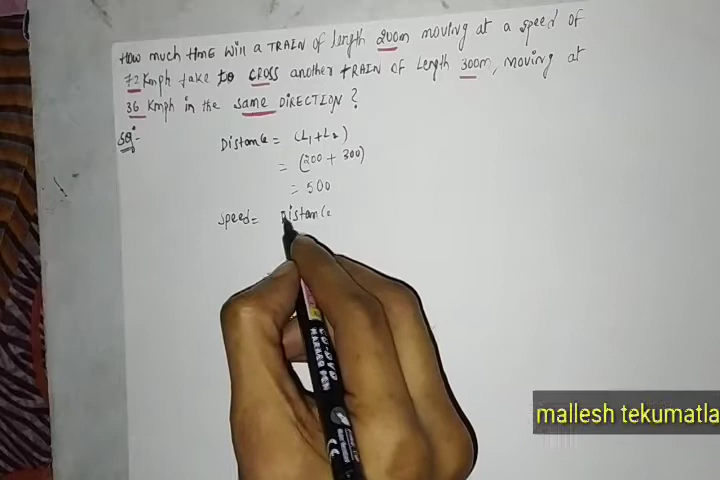 How much time will a TRAIN of length 200m moving at a speed of
72 Kmph take to CROSS another TRAIN of Length 300m, moving at
36 Kmph in the same DIRECTION ?
Sol:-
Distance = (L1+L2)
= (200 + 300)
= 500
Speed = Distance
mallesh tekumatla